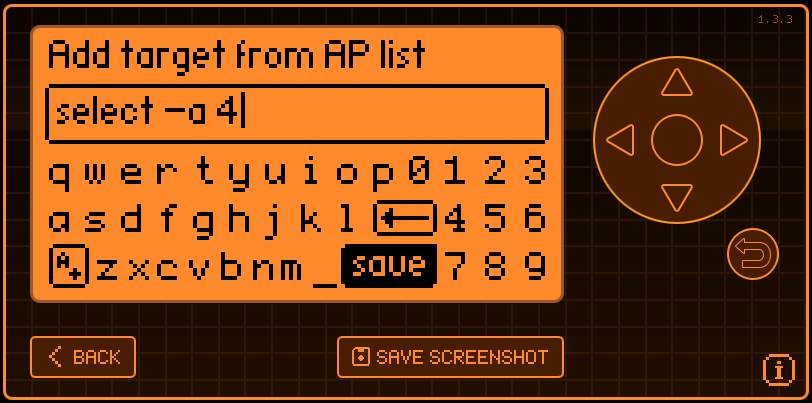 1.3.3
Add target from AP list
select -a 4
q w e r t y u i o p 0 1 2 3
a s d f g h j k l 4 5 6
A+ z x c v b n m _ save 7 8 9
BACK
SAVE SCREENSHOT
i